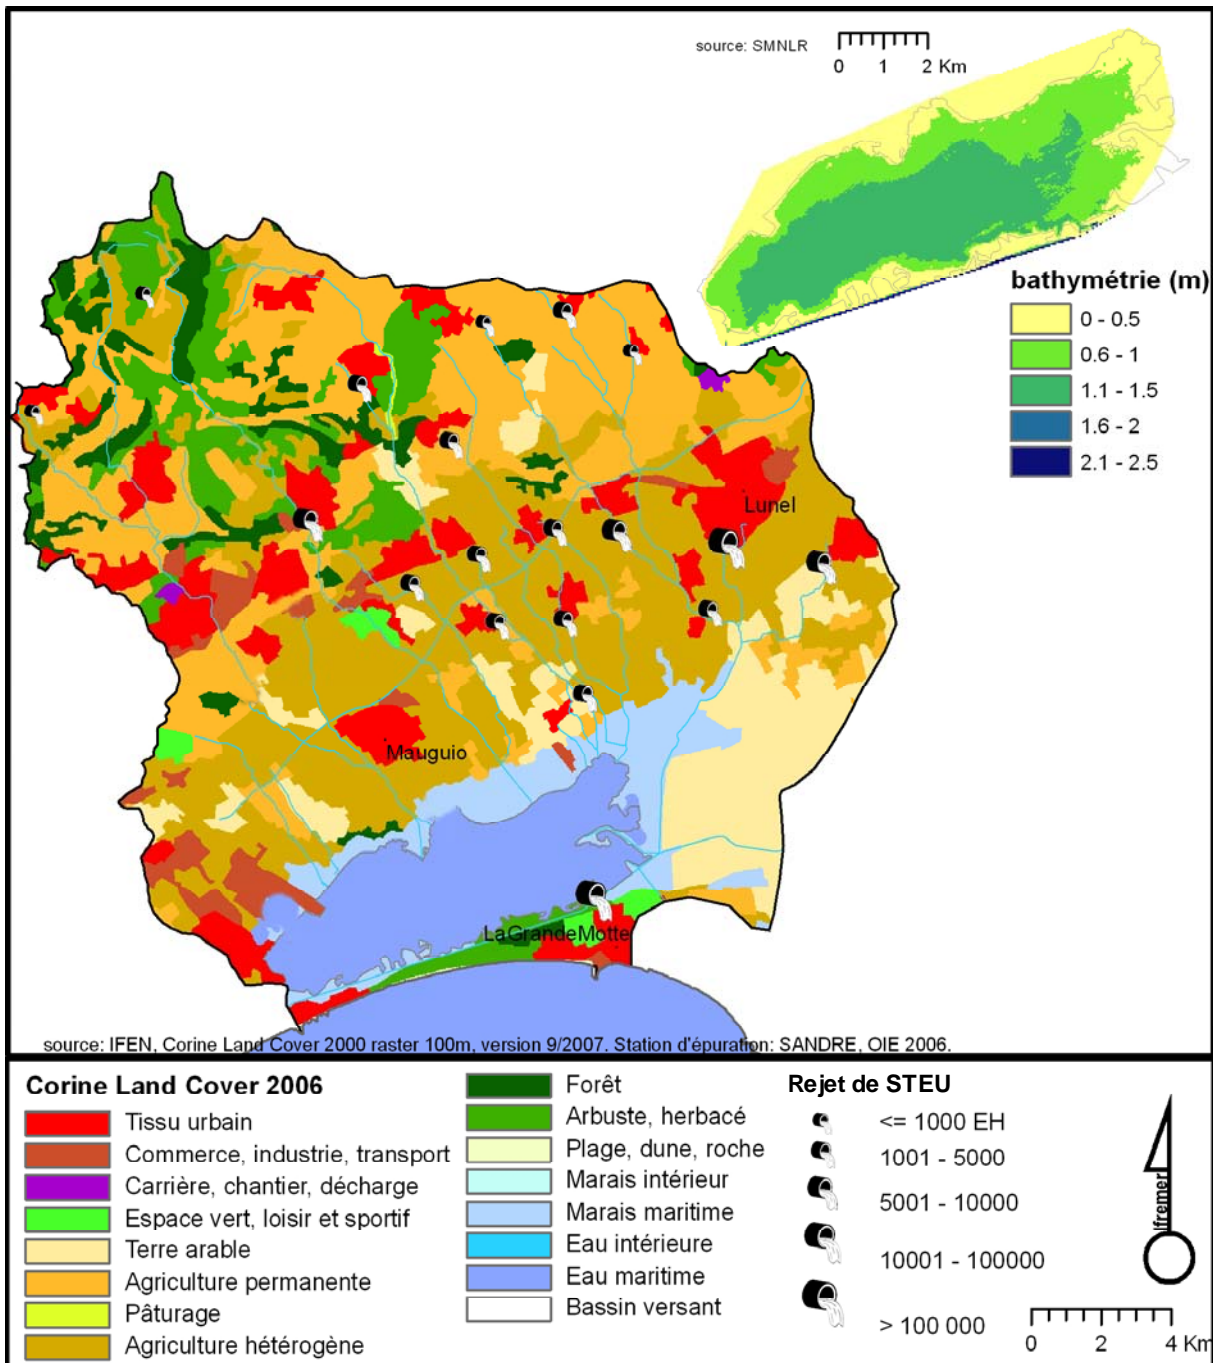 source: SMNLR
0 1 2 Km
bathymétrie (m)
0 - 0.5
0.6 - 1
1.1 - 1.5
1.6 - 2
2.1 - 2.5
Lunel
Mauguio
LaGrandeMotte
source: IFEN, Corine Land Cover 2000 raster 100m, version 9/2007. Station d'épuration: SANDRE, OIE 2006.
Corine Land Cover 2006
Tissu urbain
Commerce, industrie, transport
Carrière, chantier, décharge
Espace vert, loisir et sportif
Terre arable
Agriculture permanente
Pâturage
Agriculture hétérogène
Forêt
Arbuste, herbacé
Plage, dune, roche
Marais intérieur
Marais maritime
Eau intérieure
Eau maritime
Bassin versant
Rejet de STEU
<= 1000 EH
1001 - 5000
5001 - 10000
10001 - 100000
> 100 000
Ifremer
0 2 4 Km